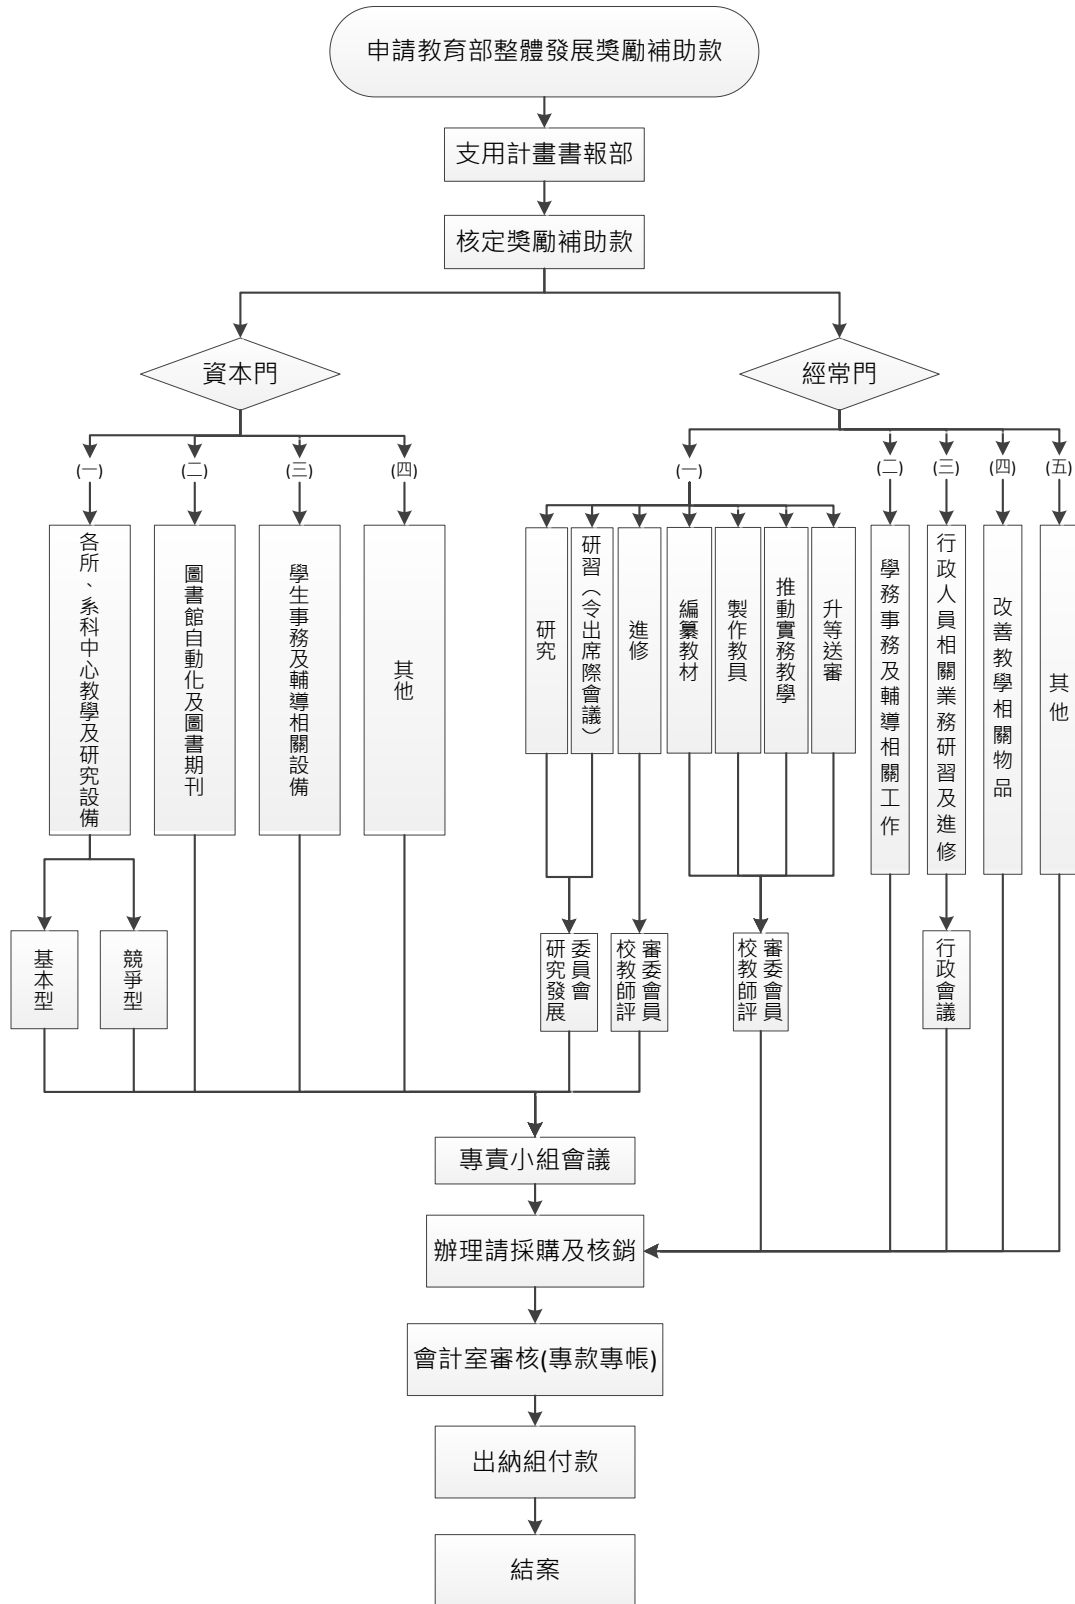 申請教育部整體發展獎勵補助款
支用計畫書報部
核定獎勵補助款
資本門
經常門
(一)
(二)
(三)
(四)
(一)
(二)
(三)
(四)
(五)
各所、系科中心教學及研究設備
圖書館自動化及圖書期刊
學生事務及輔導相關設備
其他
研究
研習（令出席際會議）
進修
編纂教材
製作教具
推動實務教學
升等送審
學務事務及輔導相關工作
行政人員相關業務研習及進修
改善教學相關物品
其他
基本型
競爭型
研究發展
委員會
校教師評
審委會員
校教師評
審委會員
行政會議
專責小組會議
辦理請採購及核銷
會計室審核(專款專帳)
出納組付款
結案